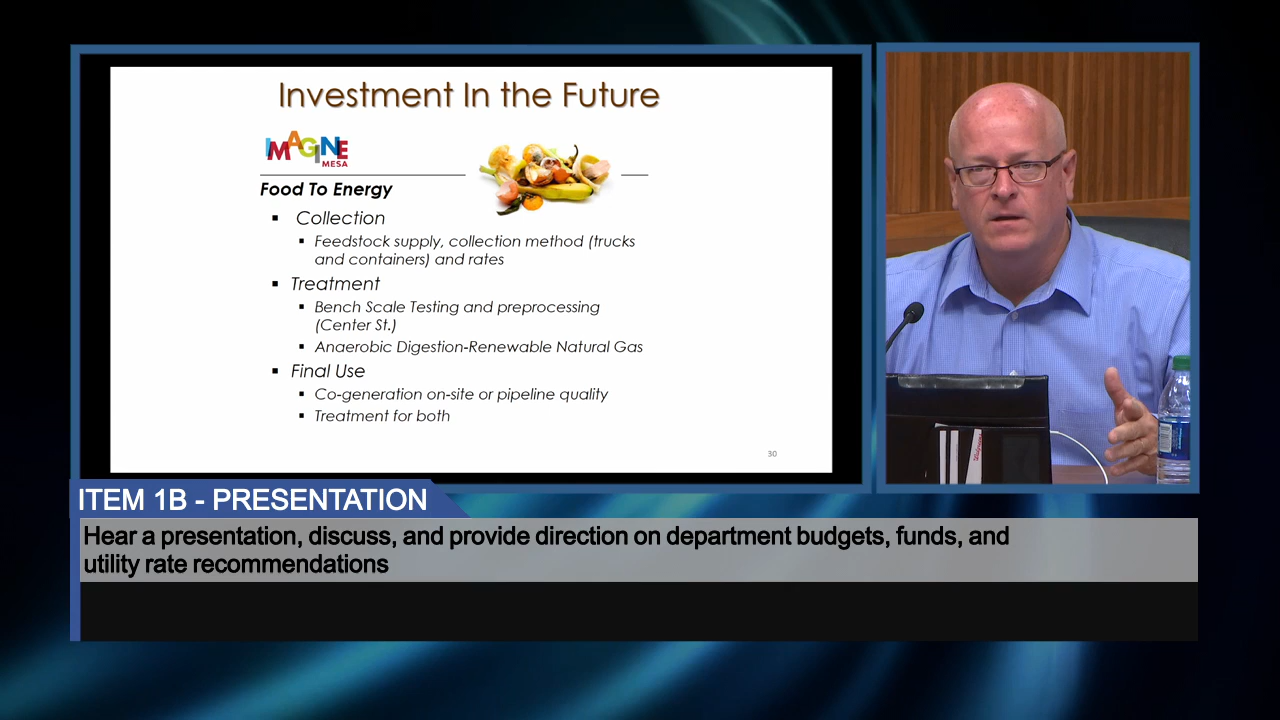 Investment In the Future
IMAGINE
MESA
Food To Energy
▪ Collection
▪ Feedstock supply, collection method (trucks
and containers) and rates
▪ Treatment
▪ Bench Scale Testing and preprocessing
(Center St.)
▪ Anaerobic Digestion-Renewable Natural Gas
▪ Final Use
▪ Co-generation on-site or pipeline quality
▪ Treatment for both
30
ITEM 1B - PRESENTATION
Hear a presentation, discuss, and provide direction on department budgets, funds, and
utility rate recommendations